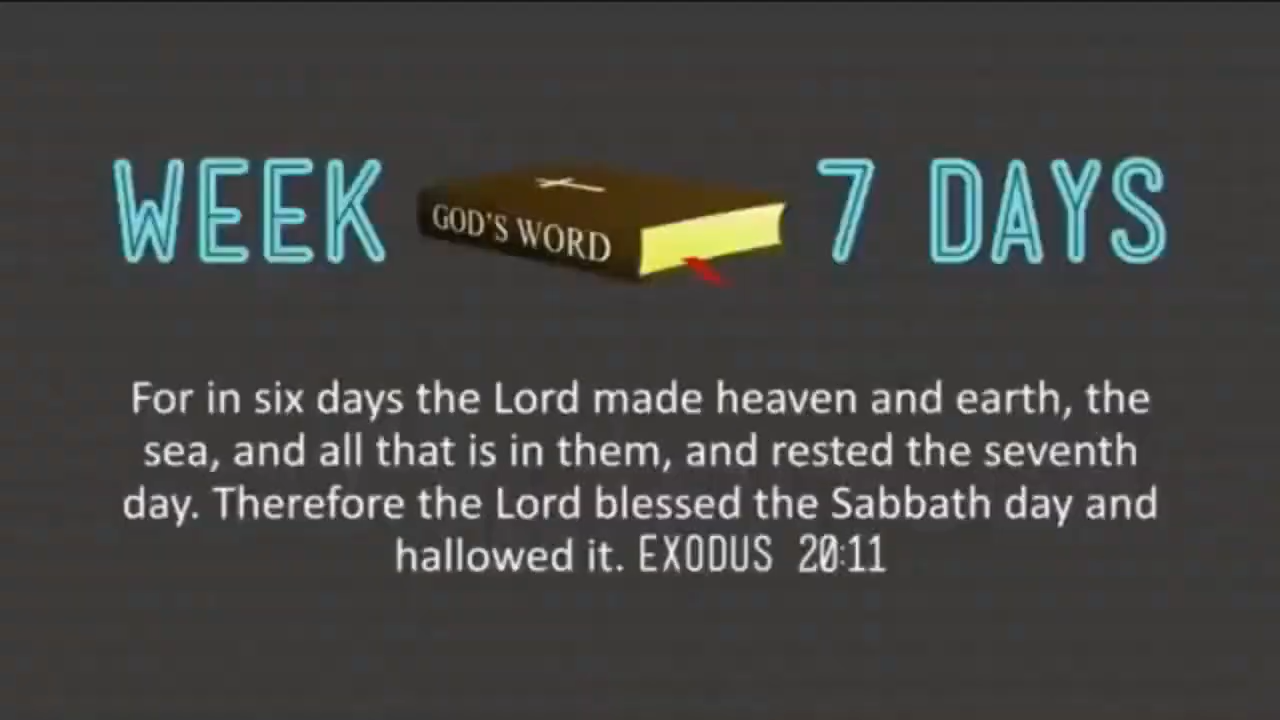 WEEK GOD'S WORD 7 DAYS
For in six days the Lord made heaven and earth, the
sea, and all that is in them, and rested the seventh
day. Therefore the Lord blessed the Sabbath day and
hallowed it. EXODUS 20:11